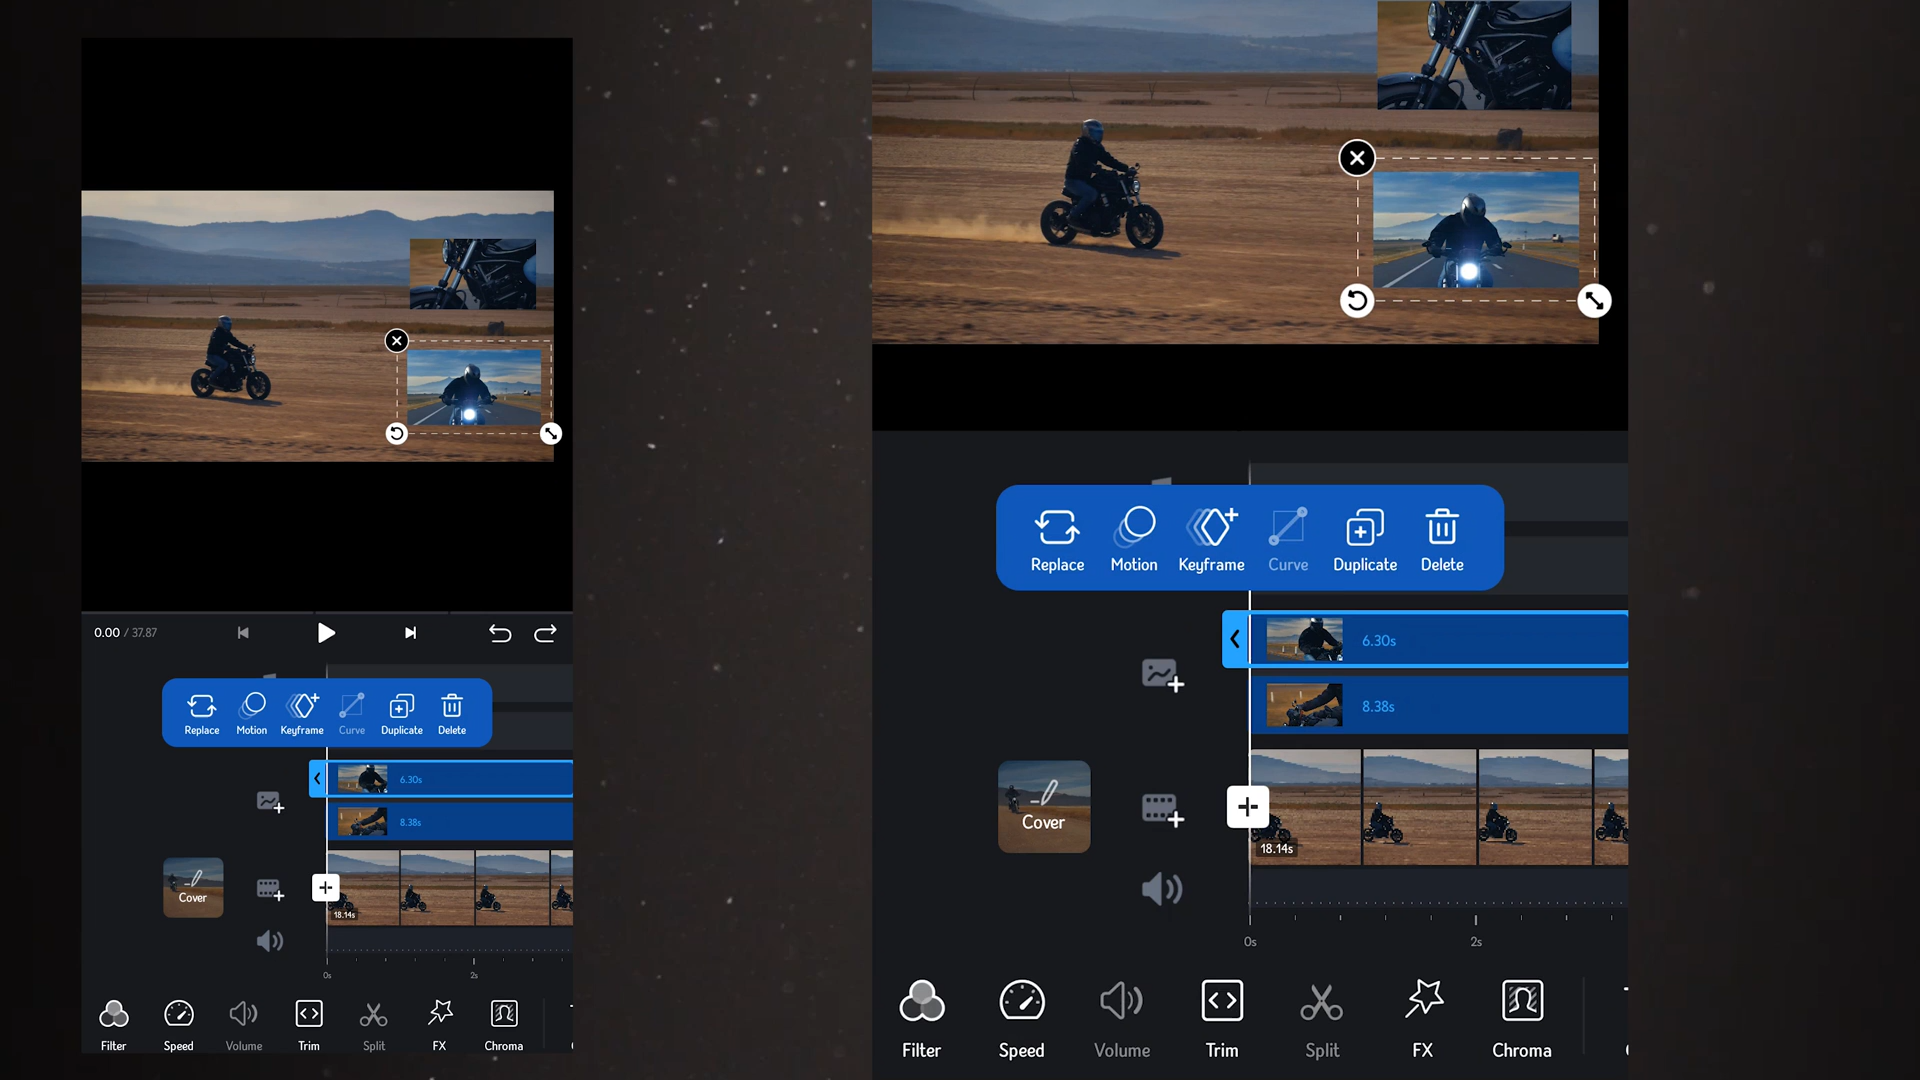 0.00 / 37.87
Replace Motion Keyframe Curve Duplicate Delete
6.30s
8.38s
Cover
18.14s
0s 2s
Filter Speed Volume Trim Split FX Chroma
Replace Motion Keyframe Curve Duplicate Delete
6.30s
8.38s
Cover
18.14s
0s 2s
Filter Speed Volume Trim Split FX Chroma